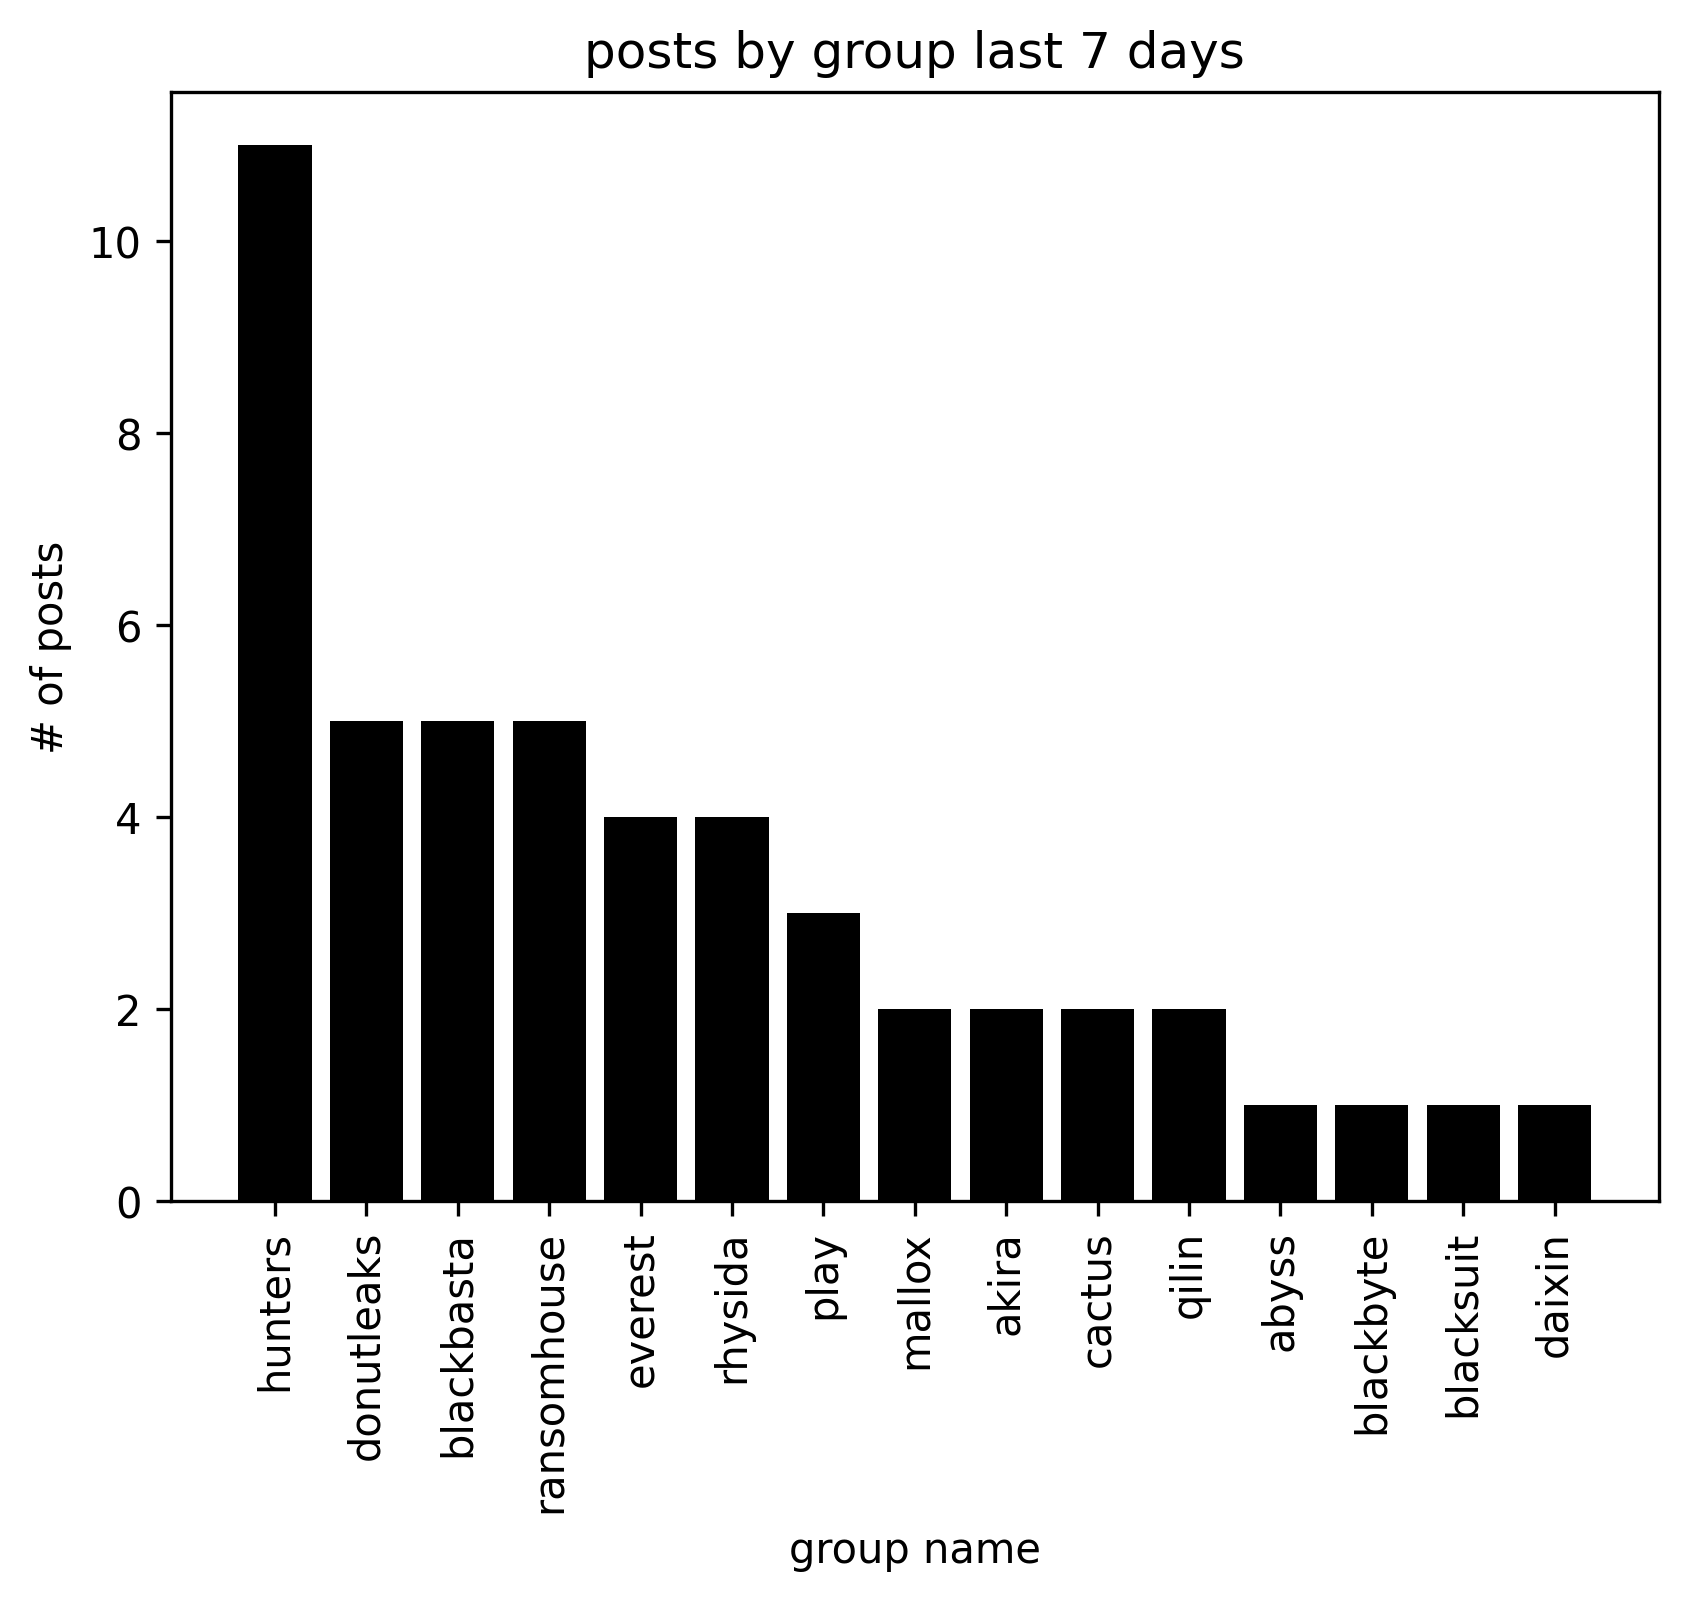 posts by group last 7 days
# of posts
10
8
6
4
2
0
hunters
donutleaks
blackbasta
ransomhouse
everest
rhysida
play
mallox
akira
cactus
qilin
abyss
blackbyte
blacksuit
daixin
group name